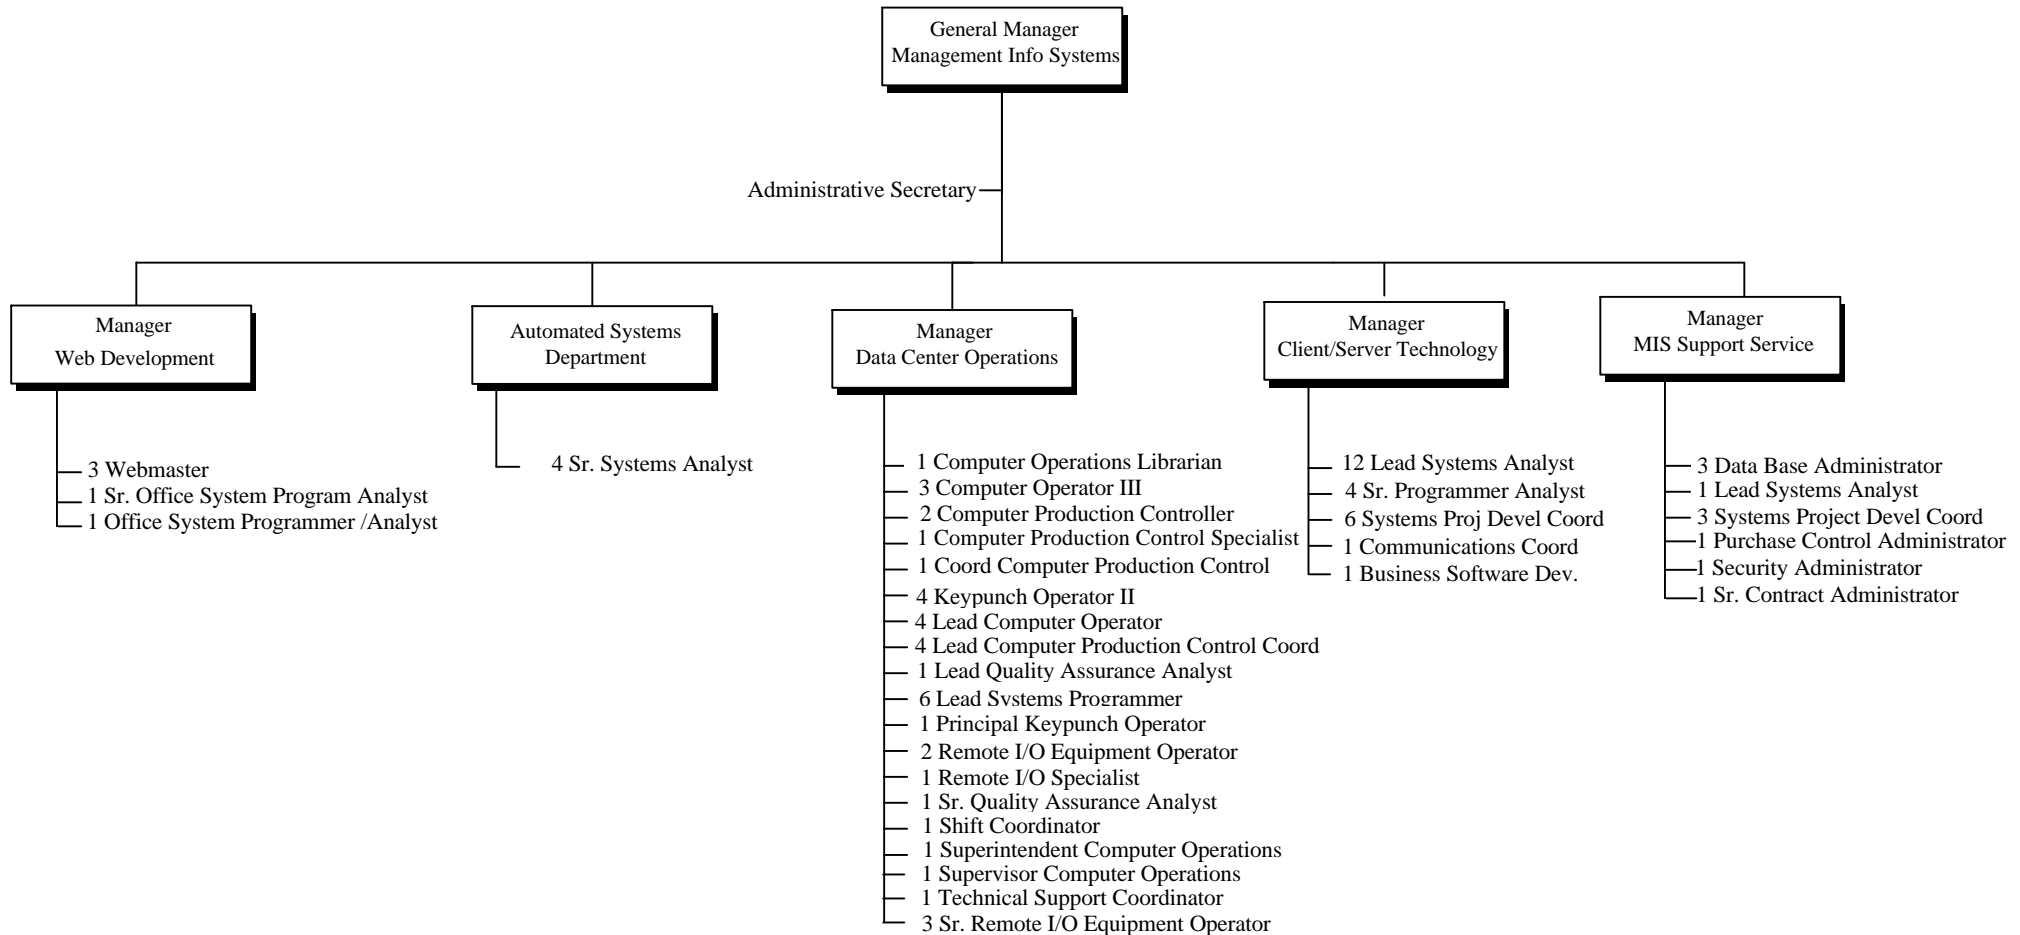 General Manager
Management Info Systems
Administrative Secretary
Manager
Web Development
3 Webmaster
1 Sr. Office System Program Analyst
1 Office System Programmer /Analyst
Automated Systems
Department
4 Sr. Systems Analyst
Manager
Data Center Operations
1 Computer Operations Librarian
3 Computer Operator III
2 Computer Production Controller
1 Computer Production Control Specialist
1 Coord Computer Production Control
4 Keypunch Operator II
4 Lead Computer Operator
4 Lead Computer Production Control Coord
1 Lead Quality Assurance Analyst
6 Lead Systems Programmer
1 Principal Keypunch Operator
2 Remote I/O Equipment Operator
1 Remote I/O Specialist
1 Sr. Quality Assurance Analyst
1 Shift Coordinator
1 Superintendent Computer Operations
1 Supervisor Computer Operations
1 Technical Support Coordinator
3 Sr. Remote I/O Equipment Operator
Manager
Client/Server Technology
12 Lead Systems Analyst
4 Sr. Programmer Analyst
6 Systems Proj Devel Coord
1 Communications Coord
1 Business Software Dev.
Manager
MIS Support Service
3 Data Base Administrator
1 Lead Systems Analyst
3 Systems Project Devel Coord
1 Purchase Control Administrator
1 Security Administrator
1 Sr. Contract Administrator